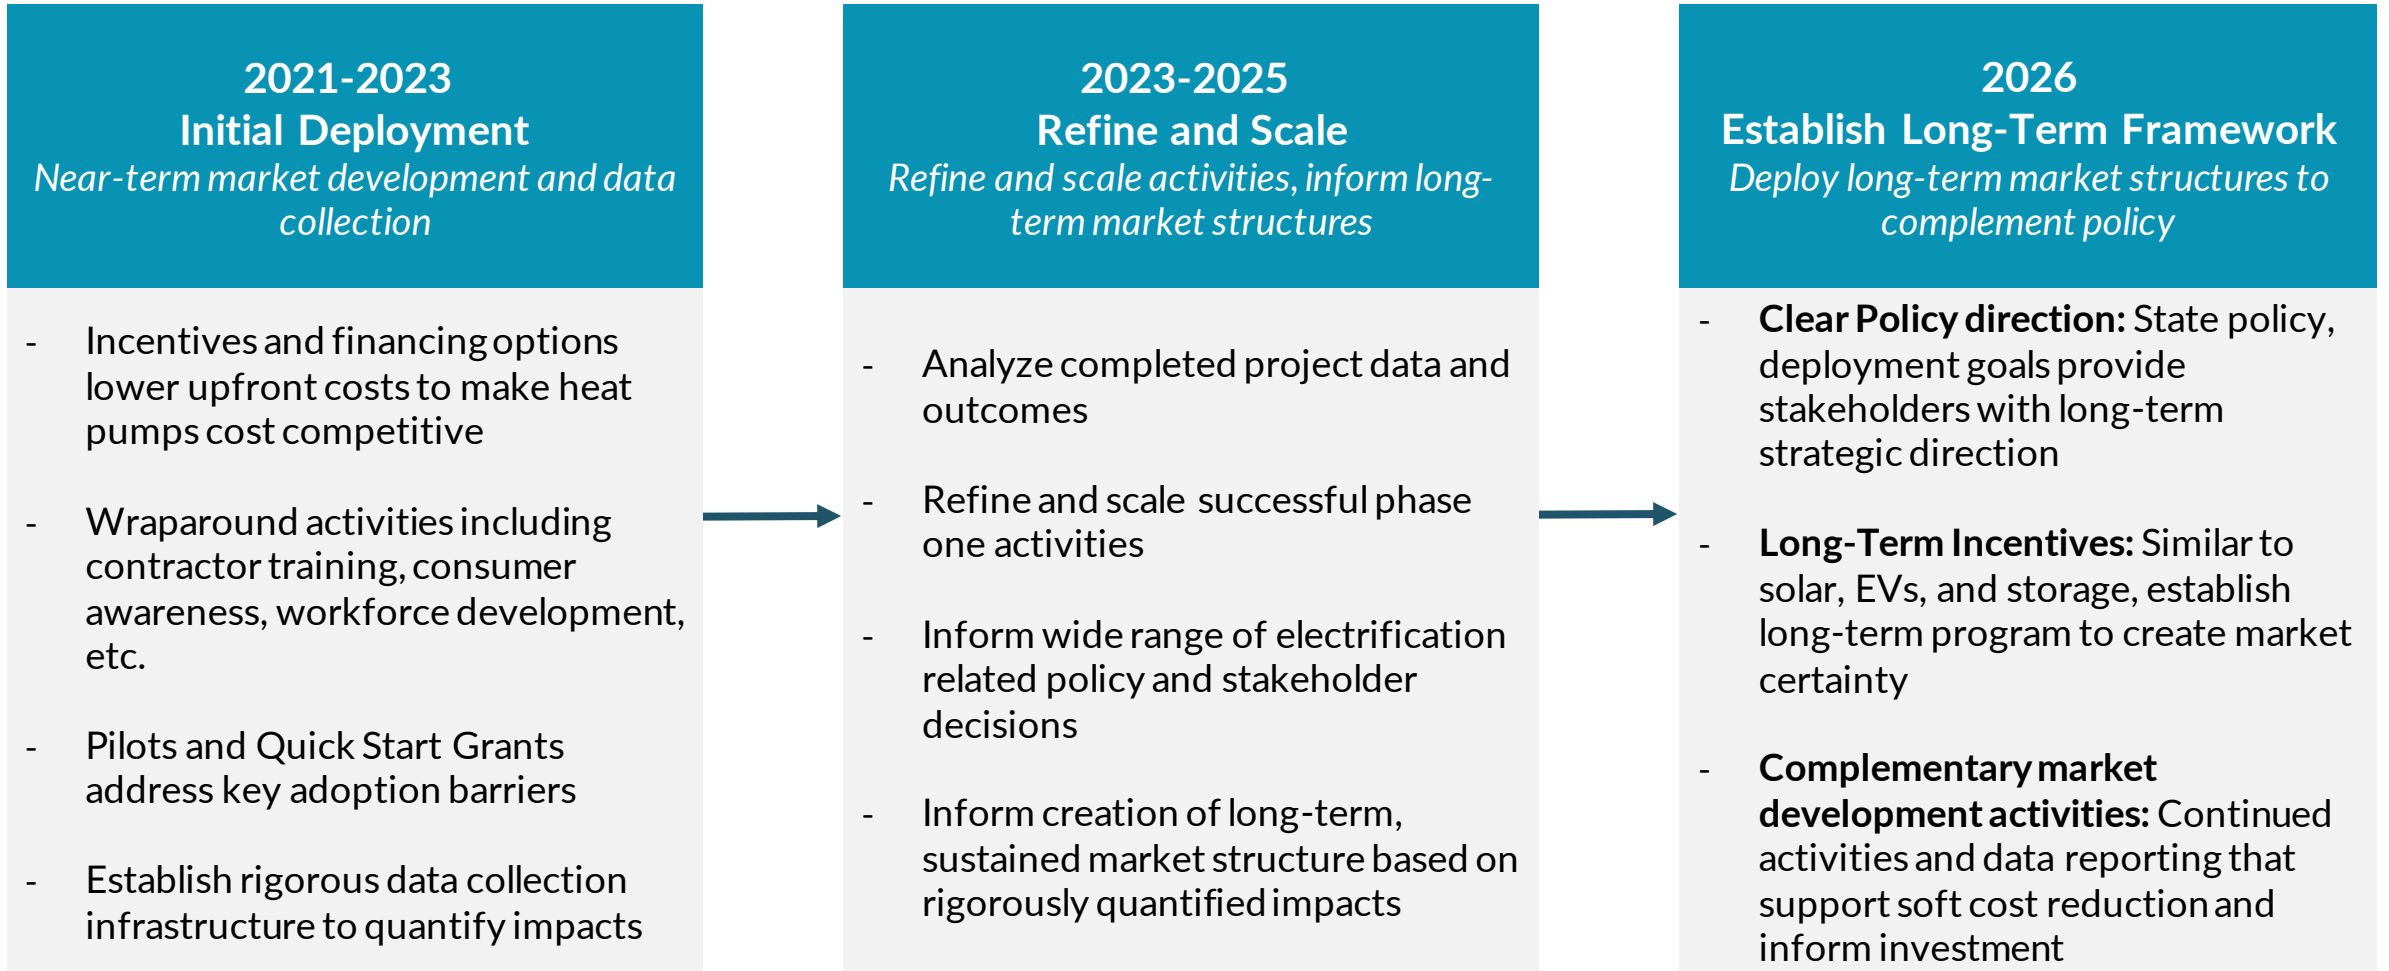 2021-2023
Initial Deployment
Near-term market development and data
collection
- Incentives and financing options
lower upfront costs to make heat
pumps cost competitive
- Wraparound activities including
contractor training, consumer
awareness, workforce development,
etc.
- Pilots and Quick Start Grants
address key adoption barriers
- Establish rigorous data collection
infrastructure to quantify impacts
2023-2025
Refine and Scale
Refine and scale activities, inform long-
term market structures
- Analyze completed project data and
outcomes
- Refine and scale successful phase
one activities
- Inform wide range of electrification
related policy and stakeholder
decisions
- Inform creation of long-term,
sustained market structure based on
rigorously quantified impacts
2026
Establish Long-Term Framework
Deploy long-term market structures to
complement policy
- Clear Policy direction: State policy,
deployment goals provide
stakeholders with long-term
strategic direction
- Long-Term Incentives: Similar to
solar, EVs, and storage, establish
long-term program to create market
certainty
- Complementary market
development activities: Continued
activities and data reporting that
support soft cost reduction and
inform investment